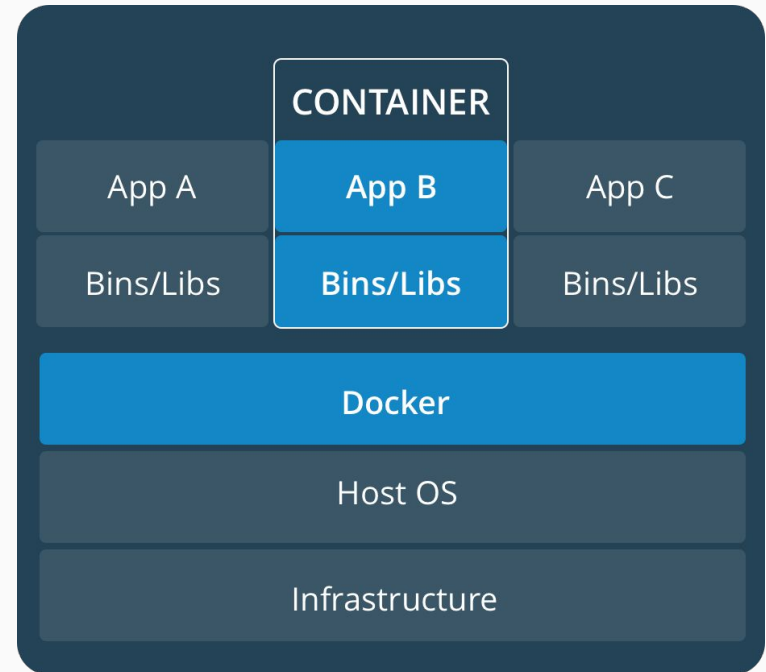 CONTAINER
App A
App B
App C
Bins/Libs
Bins/Libs
Bins/Libs
Docker
Host OS
Infrastructure